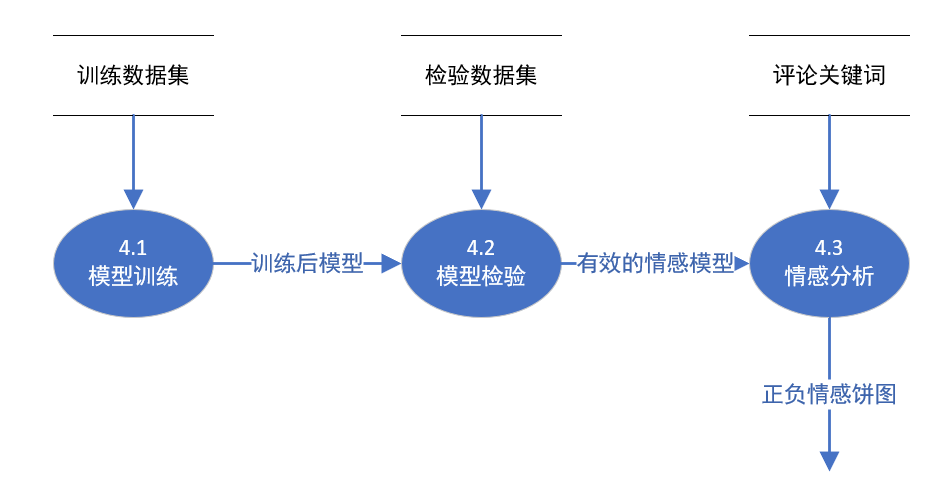 训练数据集
检验数据集
评论关键词
4.1
模型训练
训练后模型
4.2
模型检验
有效的情感模型
4.3
情感分析
正负情感饼图